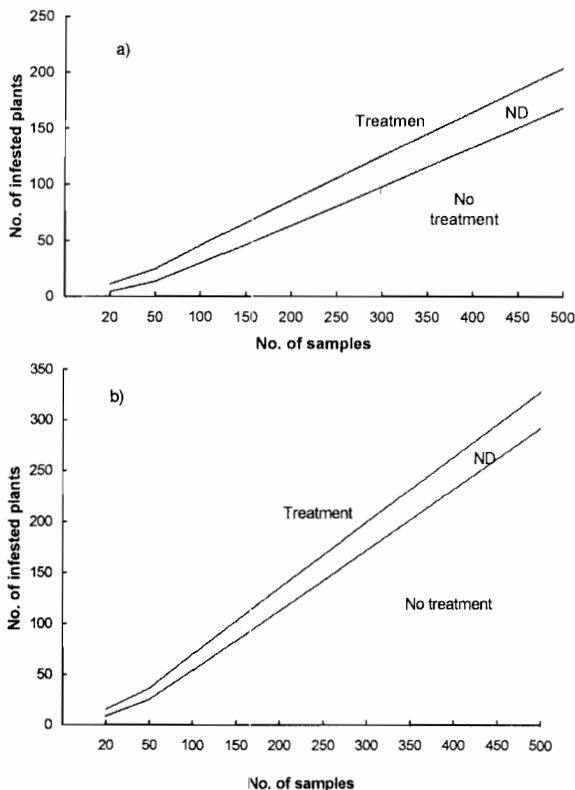 250
a)
200
Treatmen
ND
150
No. of infested plants
100
No
treatment
50
0
20 50 100 150 200 250 300 350 400 450 500
No. of samples
350
b)
300
ND
250
Treatment
200
No. of infested plants
150
No treatment
100
50
0
20 50 100 150 200 250 300 350 400 450 500
No. of samples